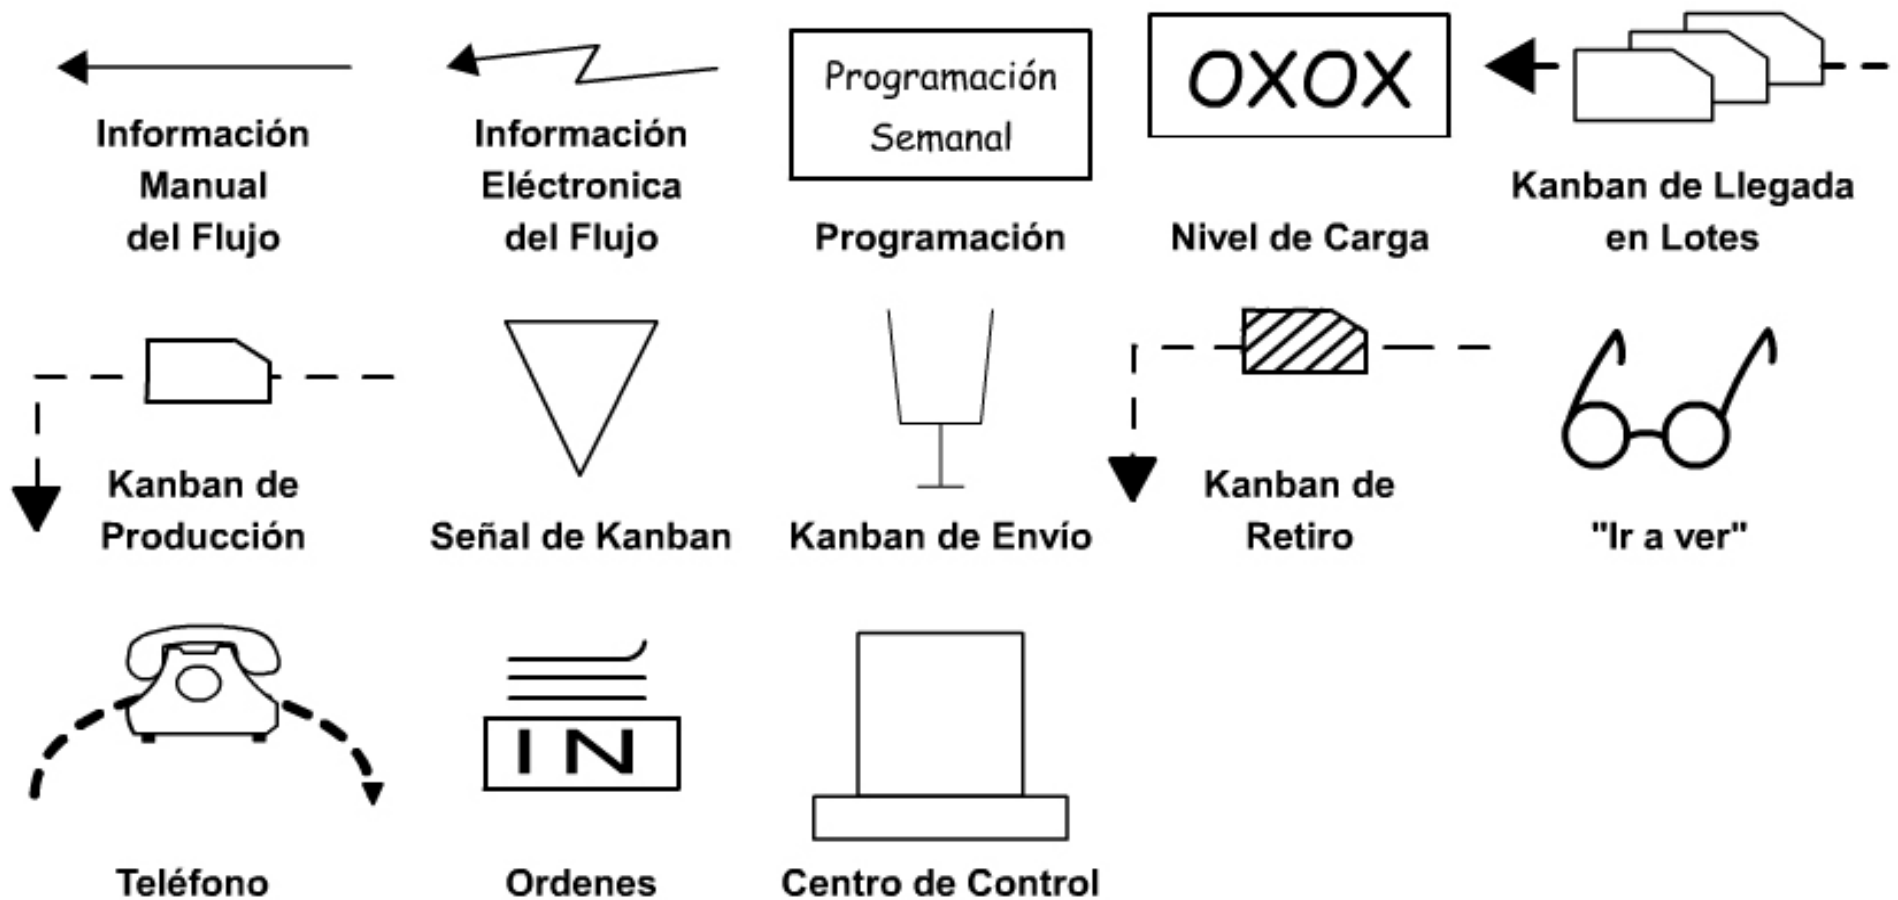 Programación
Semanal
OXOX
Información
Manual
del Flujo
Información
Eléctronica
del Flujo
Programación
Nivel de Carga
Kanban de Llegada
en Lotes
Kanban de
Producción
Señal de Kanban
Kanban de Envío
Kanban de
Retiro
"Ir a ver"
IN
Teléfono
Ordenes
Centro de Control